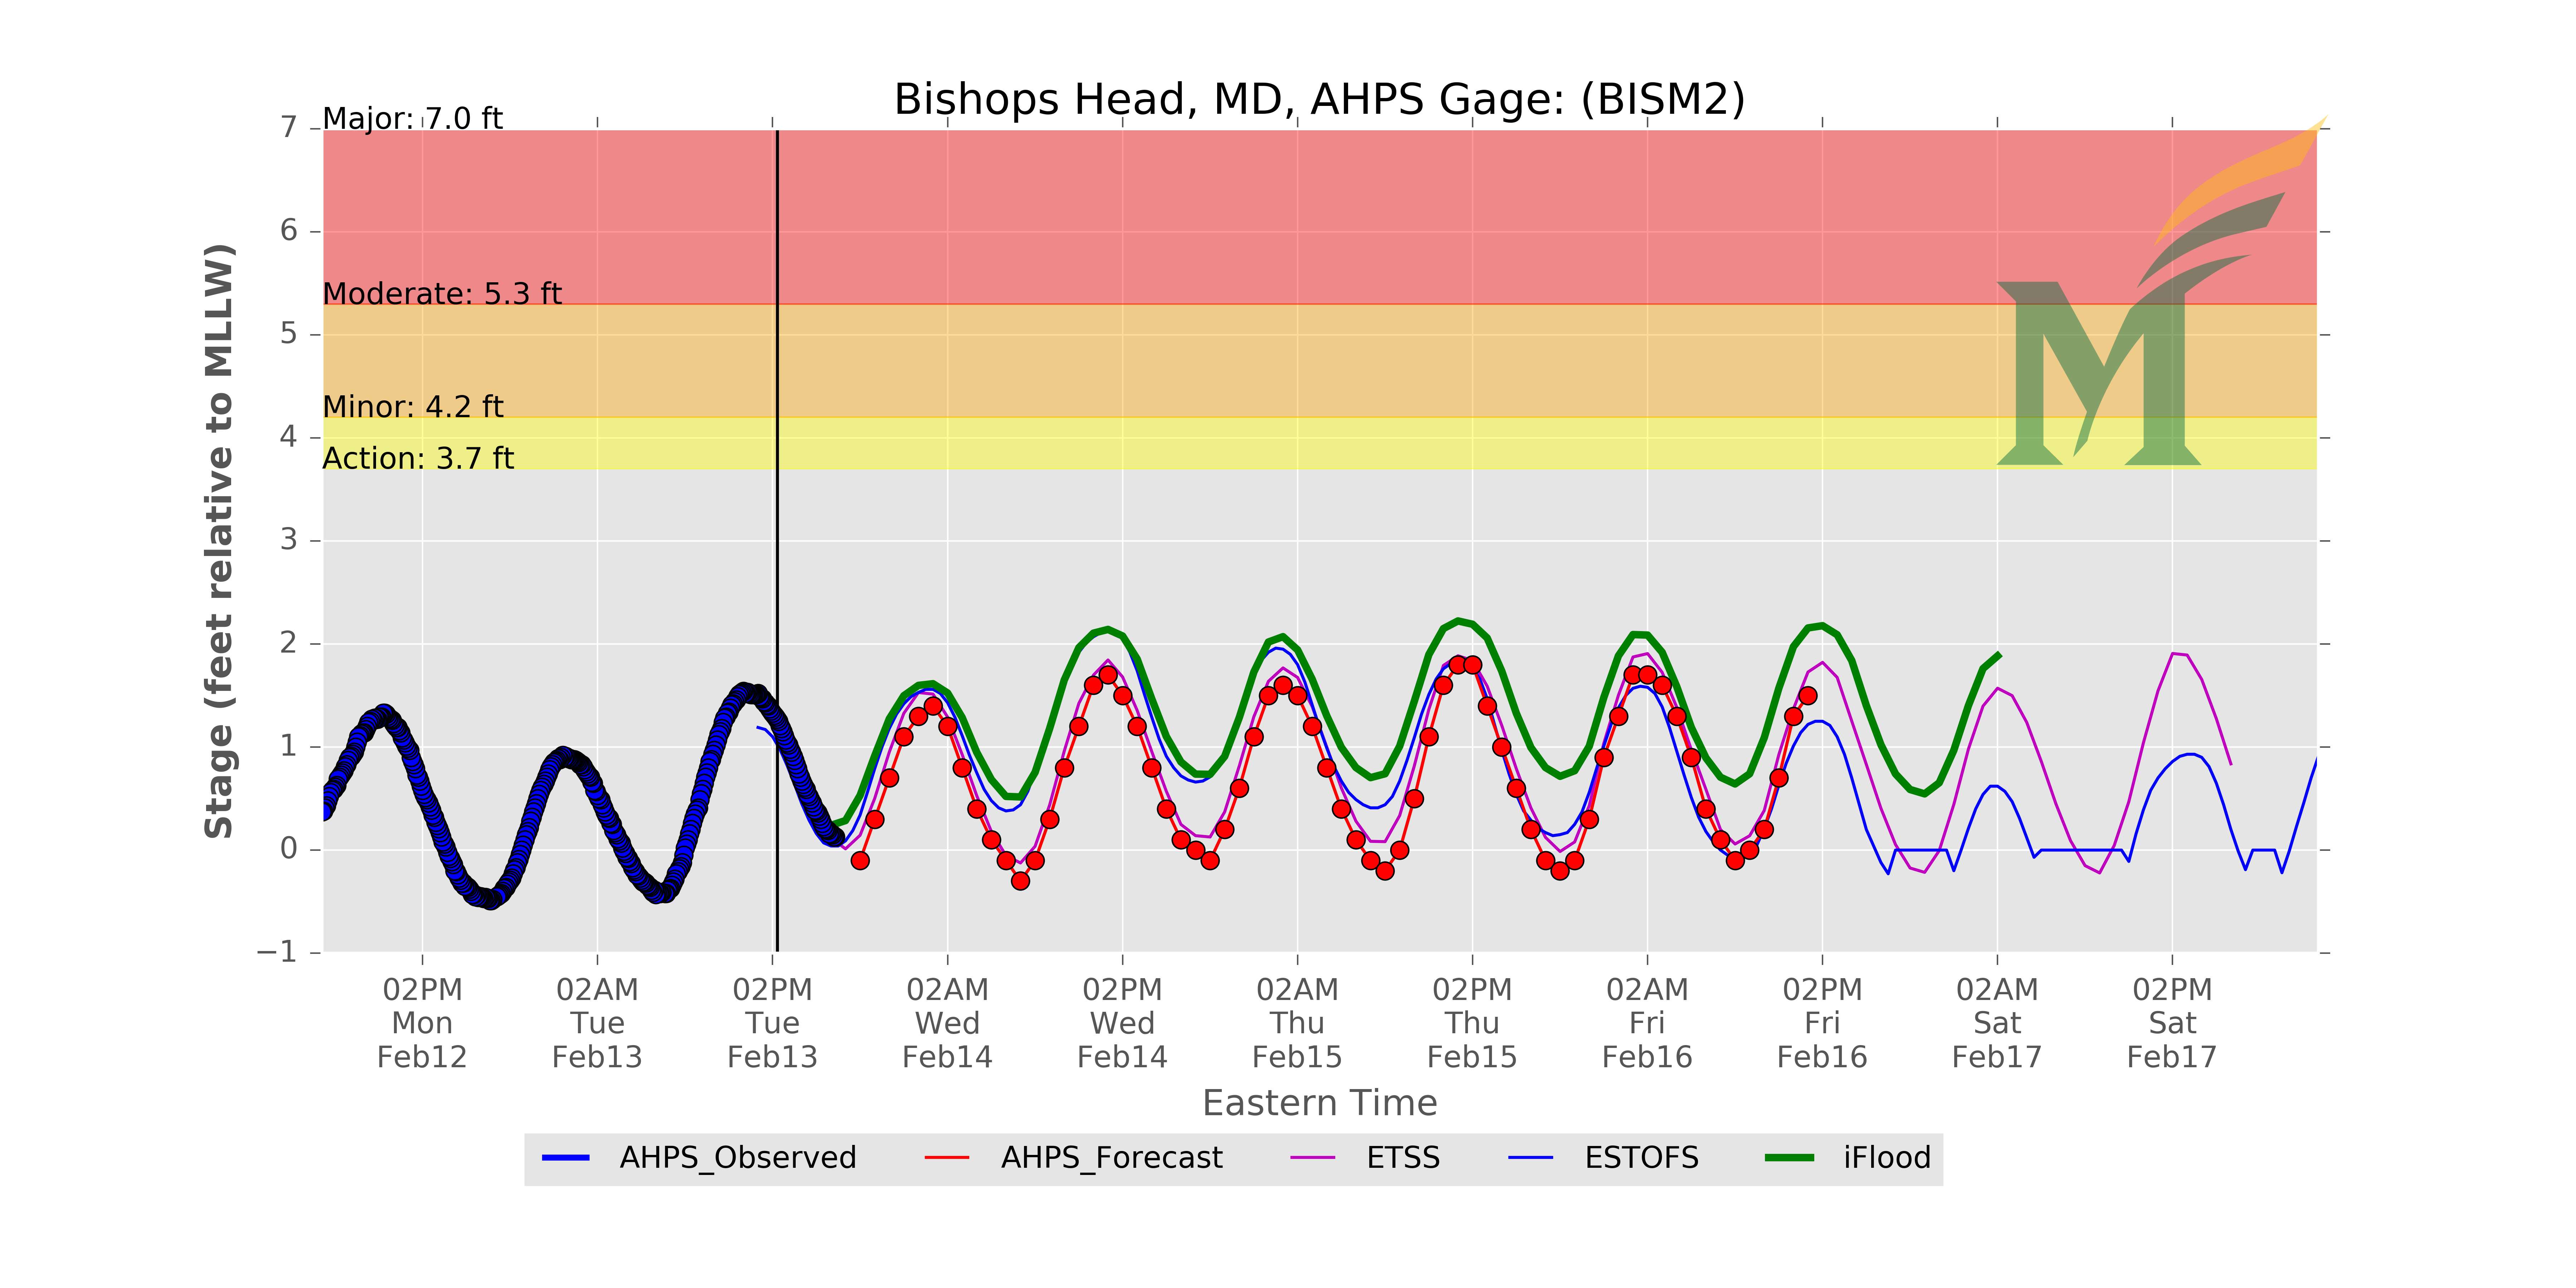 Bishops Head, MD, AHPS Gage: (BISM2)
Major: 7.0 ft
Moderate: 5.3 ft
Minor: 4.2 ft
Action: 3.7 ft
Stage (feet relative to MLLW)
7
6
5
4
3
2
1
0
−1
02PM Mon Feb12
02AM Tue Feb13
02PM Tue Feb13
02AM Wed Feb14
02PM Wed Feb14
02AM Thu Feb15
02PM Thu Feb15
02AM Fri Feb16
02PM Fri Feb16
02AM Sat Feb17
02PM Sat Feb17
Eastern Time
AHPS_Observed AHPS_Forecast ETSS ESTOFS iFlood
M